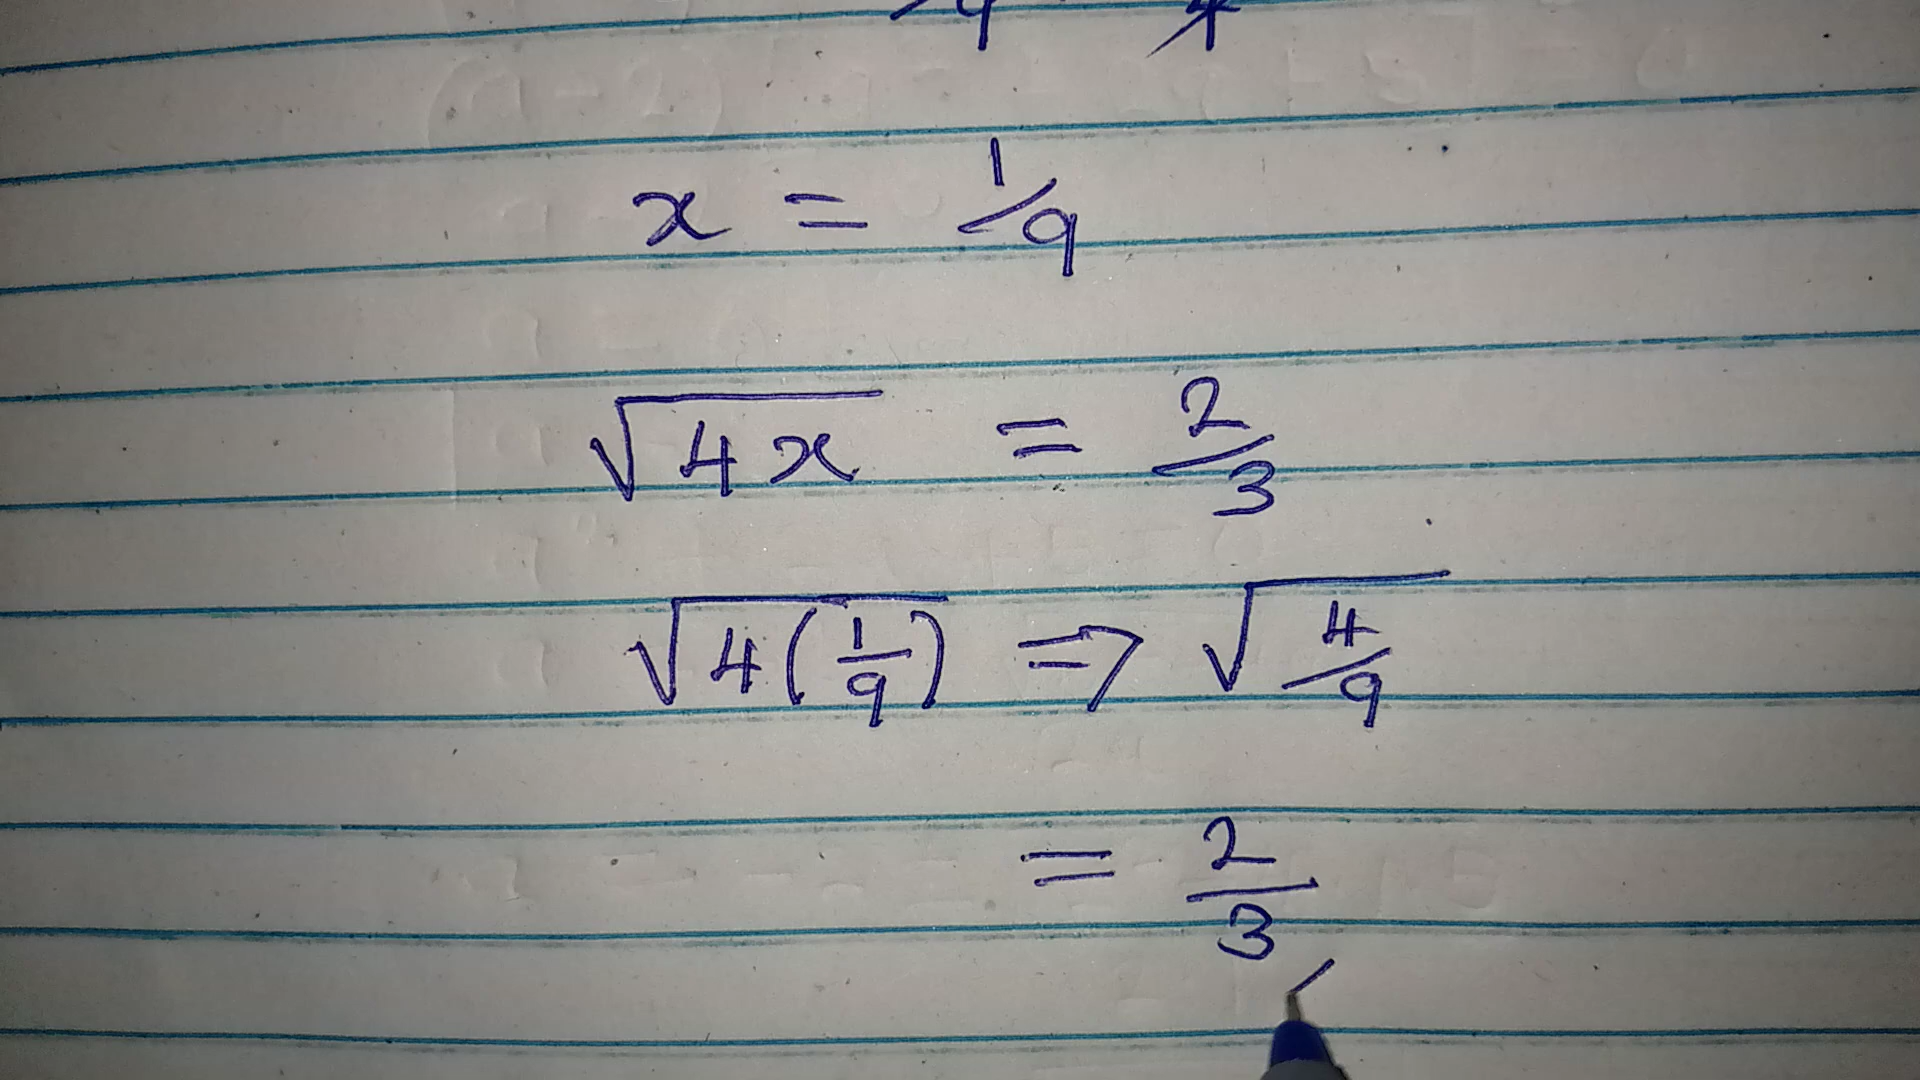 x = 1/9
√4x = 2/3
√4(1/9) => √4/9
= 2/3